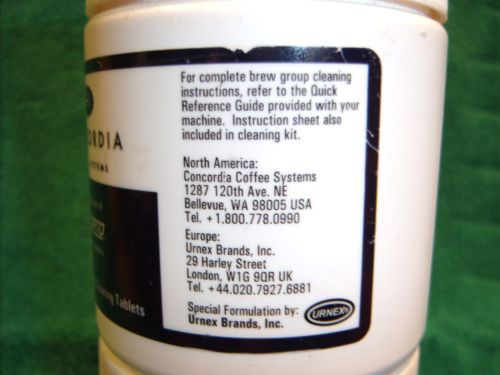 For complete brew group cleaning
instructions, refer to the Quick
Reference Guide provided with your
machine. Instruction sheet also
included in cleaning kit.
North America:
Concordia Coffee Systems
1287 120th Ave. NE
Bellevue, WA 98005 USA
Tel. +1.800.778.0990
Europe:
Urnex Brands, Inc.
29 Harley Street
London, W1G 9QR UK
Tel. +44.020.7927.6881
Special Formulation by: URNEX®
Urnex Brands, Inc.
ORDIA
Tablets